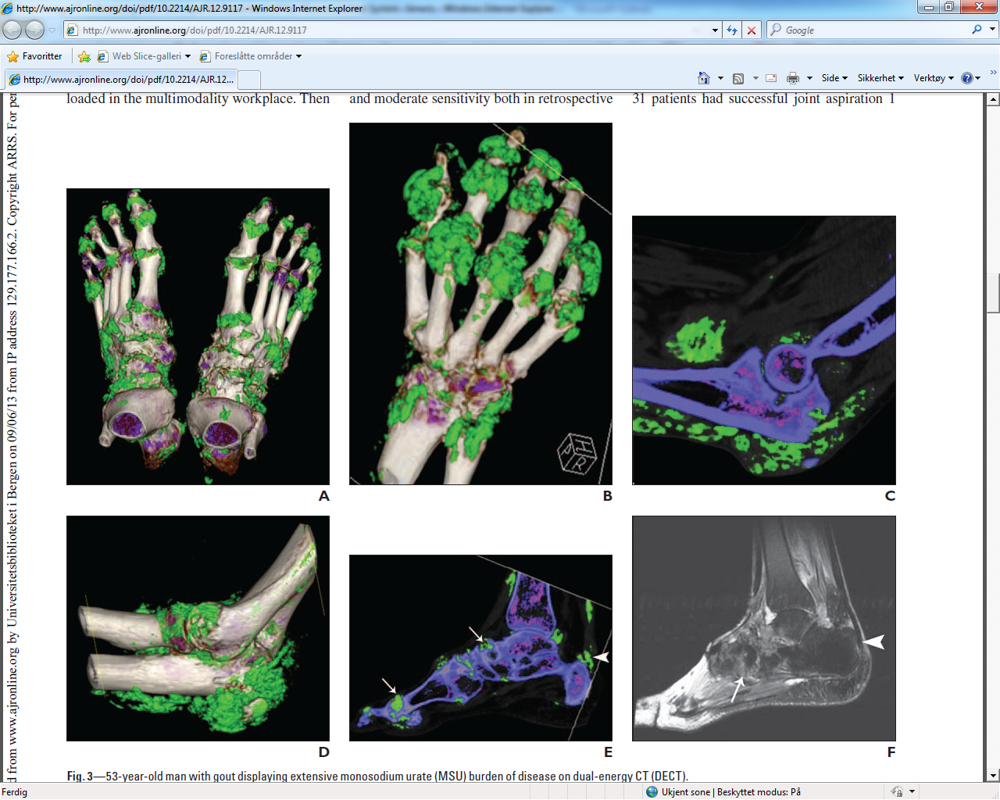 http://www.ajronline.org/doi/pdf/10.2214/AJR.12.9117 - Windows Internet Explorer
http://www.ajronline.org/doi/pdf/10.2214/AJR.12.9117
Google
Favoritter
Web Slice-galleri
Foreslåtte områder
http://www.ajronline.org/doi/pdf/10.2214/AJR.12...
Side
Sikkerhet
Verktøy
d from www.ajronline.org by Universitetsbiblioteket i Bergen on 09/06/13 from IP address 129.177.166.2. Copyright ARRS. For per
loaded in the multimodality workplace. Then
and moderate sensitivity both in retrospective
31 patients had successful joint aspiration 1
A
B
C
D
E
F
Fig. 3—53-year-old man with gout displaying extensive monosodium urate (MSU) burden of disease on dual-energy CT (DECT).
Ferdig
Ukjent sone | Beskyttet modus: På